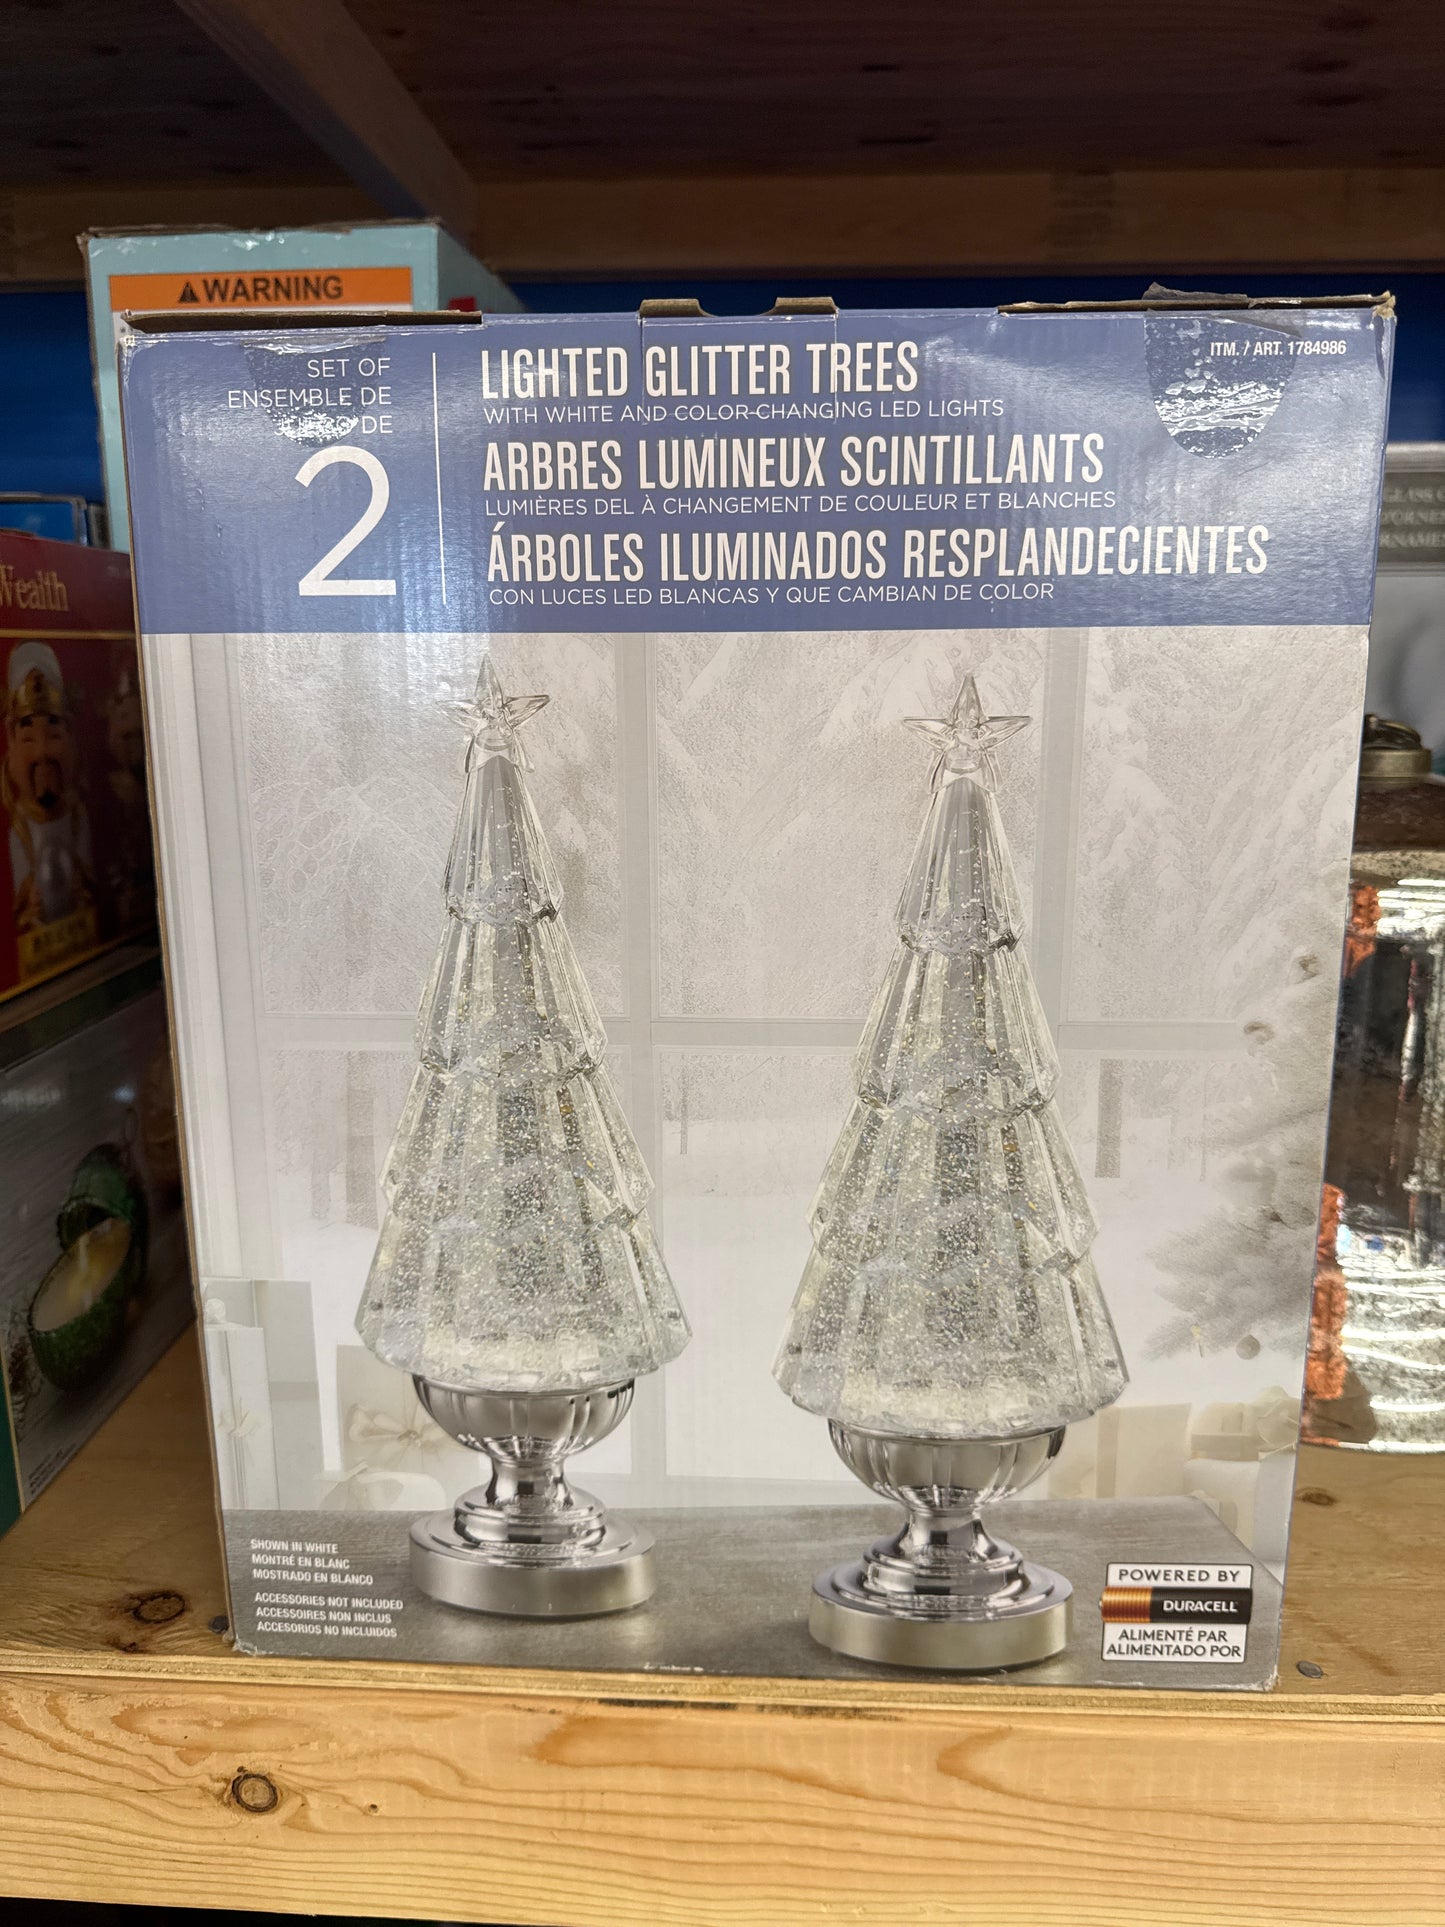 WARNING
SET OF
ENSEMBLE DE
JUEGO DE
2
LIGHTED GLITTER TREES
WITH WHITE AND COLOR-CHANGING LED LIGHTS
ARBRES LUMINEUX SCINTILLANTS
LUMIÈRES DEL À CHANGEMENT DE COULEUR ET BLANCHES
ÁRBOLES ILUMINADOS RESPLANDECIENTES
CON LUCES LED BLANCAS Y QUE CAMBIAN DE COLOR
ITM. / ART. 1784986
Wealth
SHOWN IN WHITE
MONTRÉ EN BLANC
MOSTRADO EN BLANCO
ACCESSORIES NOT INCLUDED
ACCESSOIRES NON INCLUS
ACCESORIOS NO INCLUIDOS
POWERED BY
DURACELL
ALIMENTÉ PAR
ALIMENTADO POR